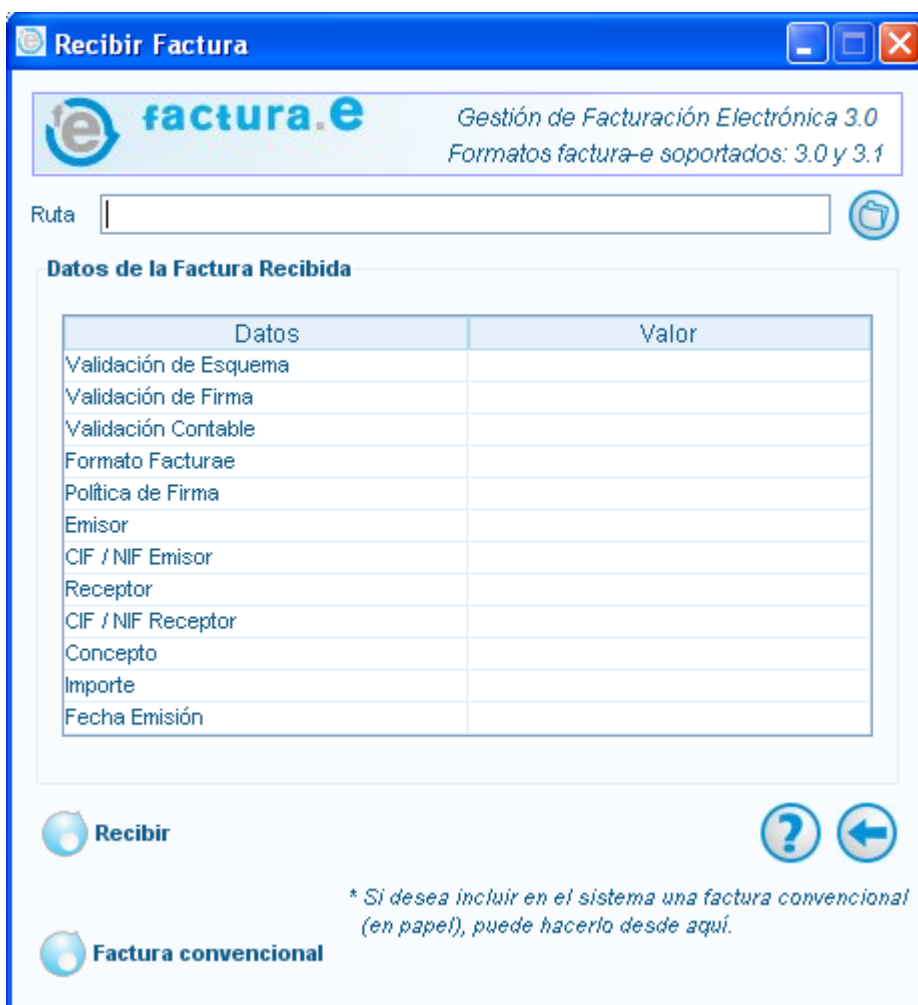 Recibir Factura
factura.e
Gestión de Facturación Electrónica 3.0
Formatos factura-e soportados: 3.0 y 3.1
Ruta
Datos de la Factura Recibida
Datos Valor
Validación de Esquema
Validación de Firma
Validación Contable
Formato Facturae
Política de Firma
Emisor
CIF / NIF Emisor
Receptor
CIF / NIF Receptor
Concepto
Importe
Fecha Emisión
Recibir
?
* Si desea incluir en el sistema una factura convencional
(en papel), puede hacerlo desde aquí.
Factura convencional